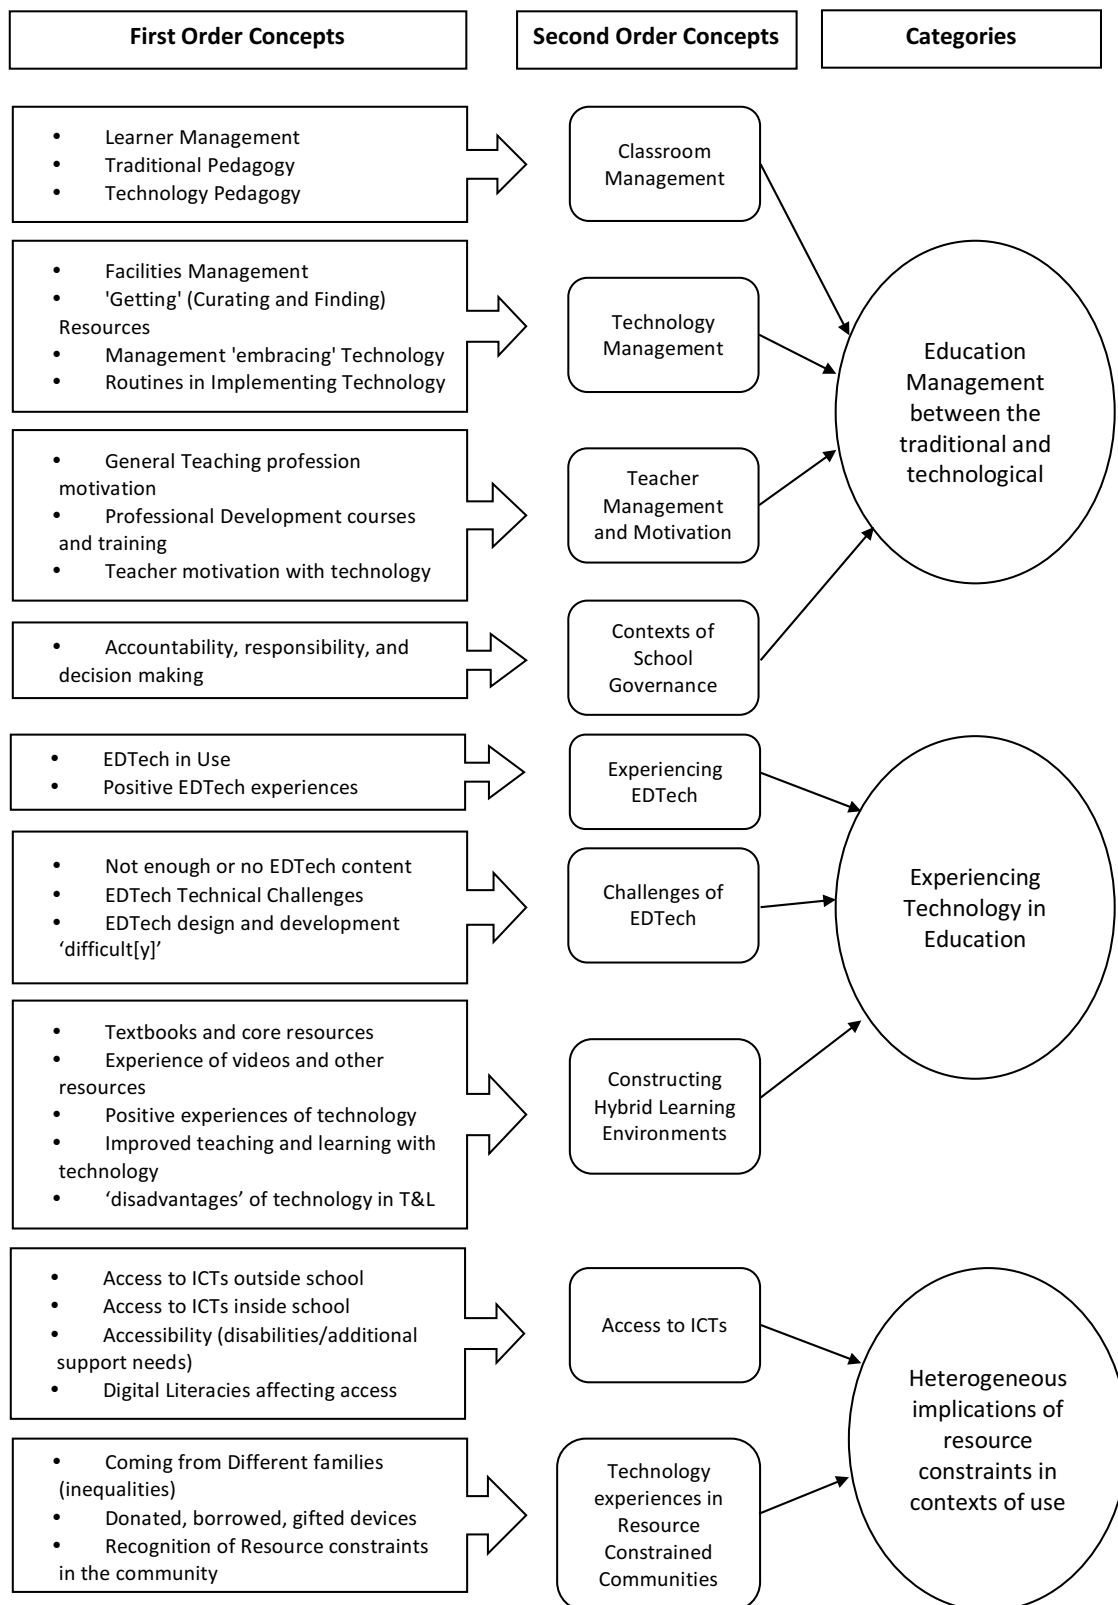 First Order Concepts
Second Order Concepts
Categories
• Learner Management
• Traditional Pedagogy
• Technology Pedagogy
Classroom
Management
• Facilities Management
• 'Getting' (Curating and Finding)
Resources
• Management 'embracing' Technology
• Routines in Implementing Technology
Technology
Management
• General Teaching profession
motivation
• Professional Development courses
and training
• Teacher motivation with technology
Teacher
Management
and Motivation
• Accountability, responsibility, and
decision making
Contexts of
School
Governance
Education
Management
between the
traditional and
technological
• EDTech in Use
• Positive EDTech experiences
Experiencing
EDTech
• Not enough or no EDTech content
• EDTech Technical Challenges
• EDTech design and development
‘difficult[y]’
Challenges of
EDTech
• Textbooks and core resources
• Experience of videos and other
resources
• Positive experiences of technology
• Improved teaching and learning with
technology
• ‘disadvantages’ of technology in T&L
Constructing
Hybrid Learning
Environments
Experiencing
Technology in
Education
• Access to ICTs outside school
• Access to ICTs inside school
• Accessibility (disabilities/additional
support needs)
• Digital Literacies affecting access
Access to ICTs
• Coming from Different families
(inequalities)
• Donated, borrowed, gifted devices
• Recognition of Resource constraints
in the community
Technology
experiences in
Resource
Constrained
Communities
Heterogeneous
implications of
resource
constraints in
contexts of use